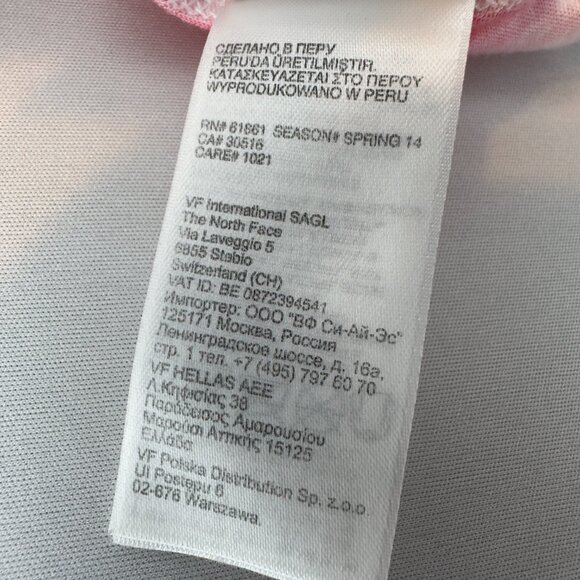 СДЕЛАНО В ПЕРУ
PERU'DA ÜRETILMIŞTIR.
ΚΑΤΑΣΚΕΥΑΖΕΤΑΙ ΣΤΟ ΠΕΡΟΥ
WYPRODUKOWANO W PERU
RN# 61661 SEASON# SPRING 14
CA# 30516
CARE# 1021
VF International SAGL
The North Face
Via Laveggio 5
6855 Stabio
Switzerland (CH)
VAT ID: BE 0872394541
Импортер: ООО "ВФ Си-Ай-Эс"
125171 Москва, Россия
Ленинградское шоссе, д. 16а,
стр. 1 тел. +7 (495) 797 60 70
VF HELLAS AEE
Λ.Κηφισίας 38
Παράδεισος Αμαρουσίου
Μαρούσι Αττικής 15125
Ελλάδα
VF Polska Distribution Sp. z.o.o.
Ul Postępu 6
02-676 Warszawa.